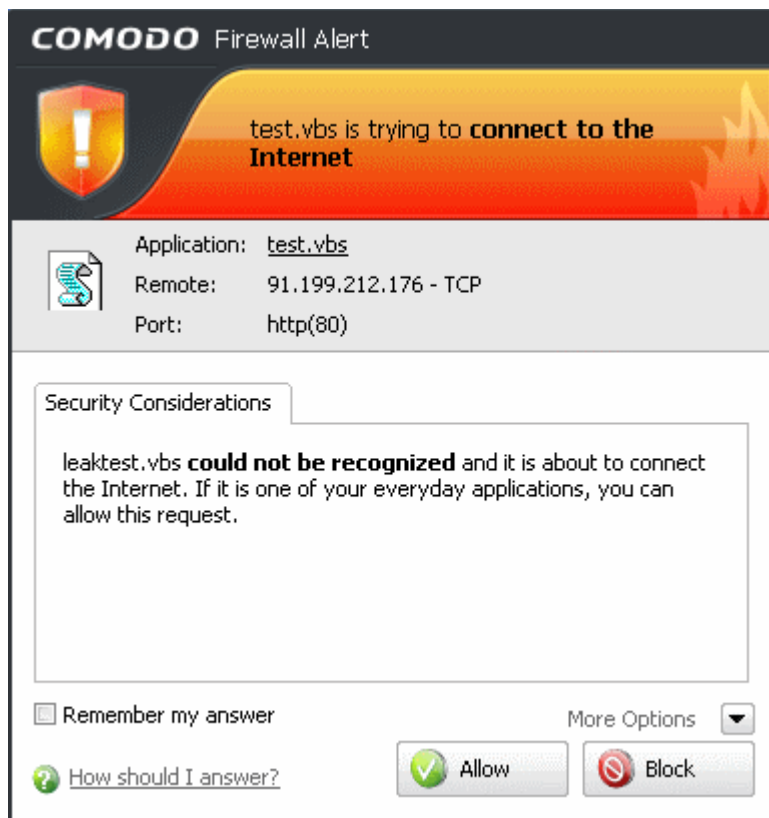 COMODO Firewall Alert
test.vbs is trying to connect to the
Internet
Application: test.vbs
Remote: 91.199.212.176 - TCP
Port: http(80)
Security Considerations
leaktest.vbs could not be recognized and it is about to connect
the Internet. If it is one of your everyday applications, you can
allow this request.
Remember my answer
More Options
How should I answer?
Allow
Block